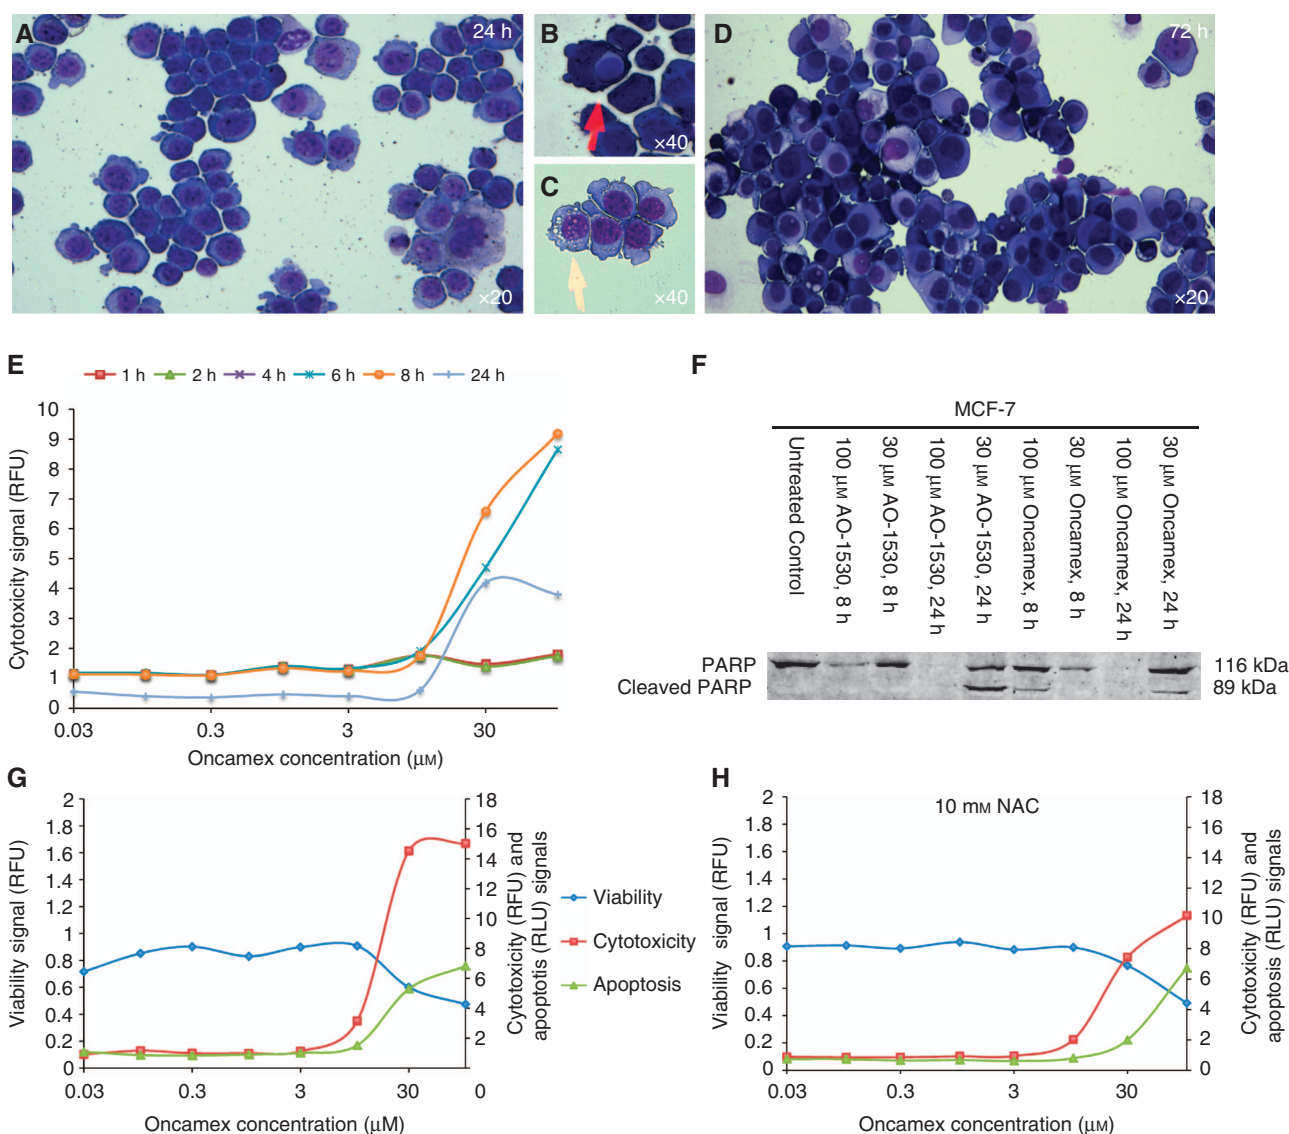 A
24 h
×20
B
×40
C
×40
D
72 h
×20
E
1 h 2 h 4 h 6 h 8 h 24 h
Cytotoxicity signal (RFU)
10
9
8
7
6
5
4
3
2
1
0
0.03 0.3 3 30
Oncamex concentration (μM)
F
MCF-7
Untreated Control
100 μM AO-1530, 8 h
30 μM AO-1530, 8 h
100 μM AO-1530, 24 h
30 μM AO-1530, 24 h
100 μM Oncamex, 8 h
30 μM Oncamex, 8 h
100 μM Oncamex, 24 h
30 μM Oncamex, 24 h
PARP 116 kDa
Cleaved PARP 89 kDa
G
Viability signal (RFU)
2
1.8
1.6
1.4
1.2
1
0.8
0.6
0.4
0.2
0
18
16
14
12
10
8
6
4
2
0
Cytotoxicity (RFU) and
apoptotis (RLU) signals
0.03 0.3 3 30
Oncamex concentration (μM)
Viability
Cytotoxicity
Apoptosis
H
10 mM NAC
Viability signal (RFU)
2
1.8
1.6
1.4
1.2
1
0.8
0.6
0.4
0.2
0
18
16
14
12
10
8
6
4
2
0
Cytotoxicity (RFU) and
apoptosis (RLU) signals
0.03 0.3 3 30
Oncamex concentration (μM)